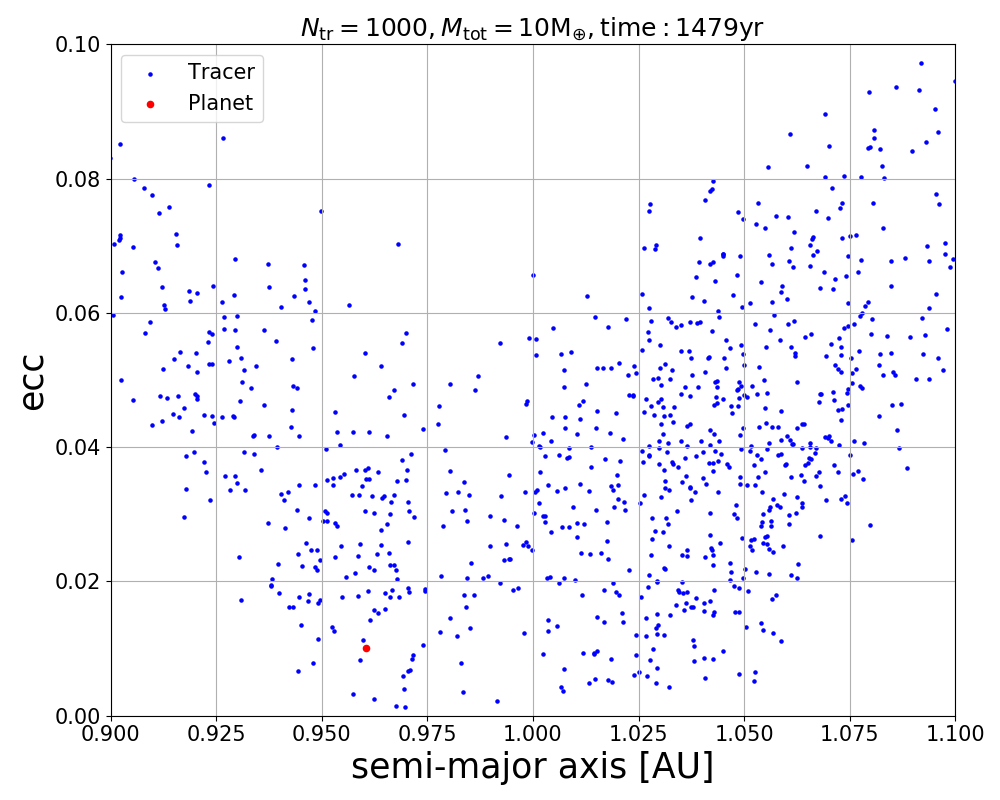 N_tr = 1000, M_tot = 10M_⊕, time : 1479yr
0.10
Tracer
Planet
0.08
0.06
ecc
0.04
0.02
0.00
0.900 0.925 0.950 0.975 1.000 1.025 1.050 1.075 1.100
semi-major axis [AU]